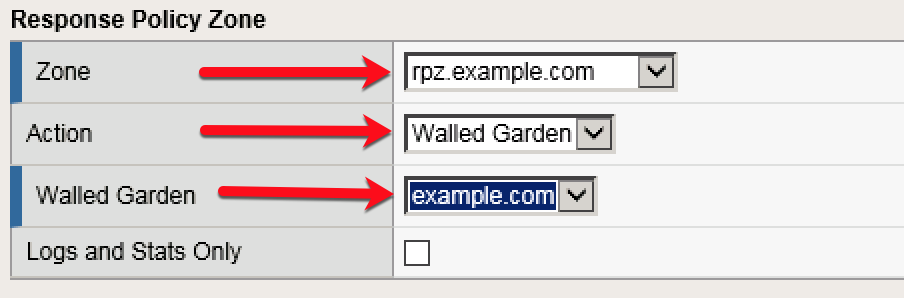 Response Policy Zone
Zone rpz.example.com
Action Walled Garden
Walled Garden example.com
Logs and Stats Only